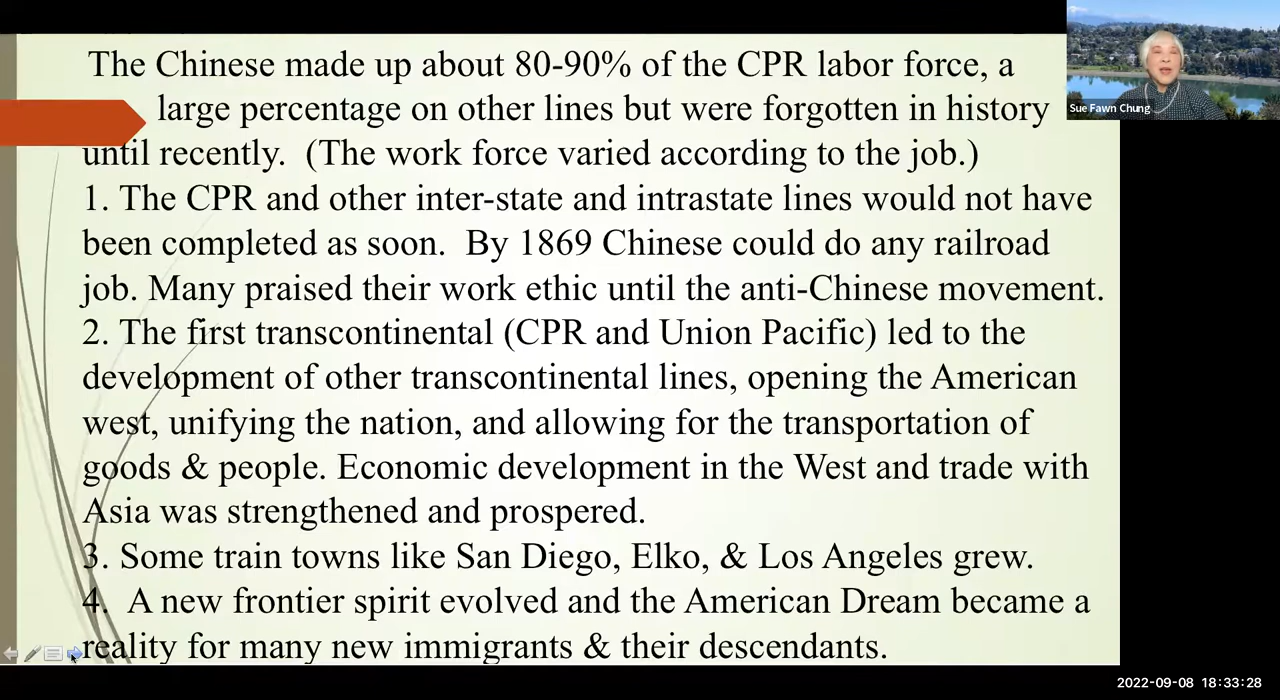 The Chinese made up about 80-90% of the CPR labor force, a
large percentage on other lines but were forgotten in history
until recently.  (The work force varied according to the job.)
1. The CPR and other inter-state and intrastate lines would not have
been completed as soon.  By 1869 Chinese could do any railroad
job. Many praised their work ethic until the anti-Chinese movement.
2. The first transcontinental (CPR and Union Pacific) led to the
development of other transcontinental lines, opening the American
west, unifying the nation, and allowing for the transportation of
goods & people. Economic development in the West and trade with
Asia was strengthened and prospered.
3. Some train towns like San Diego, Elko, & Los Angeles grew.
4.  A new frontier spirit evolved and the American Dream became a
reality for many new immigrants & their descendants.
Sue Fawn Chung
2022-09-08 18:33:28